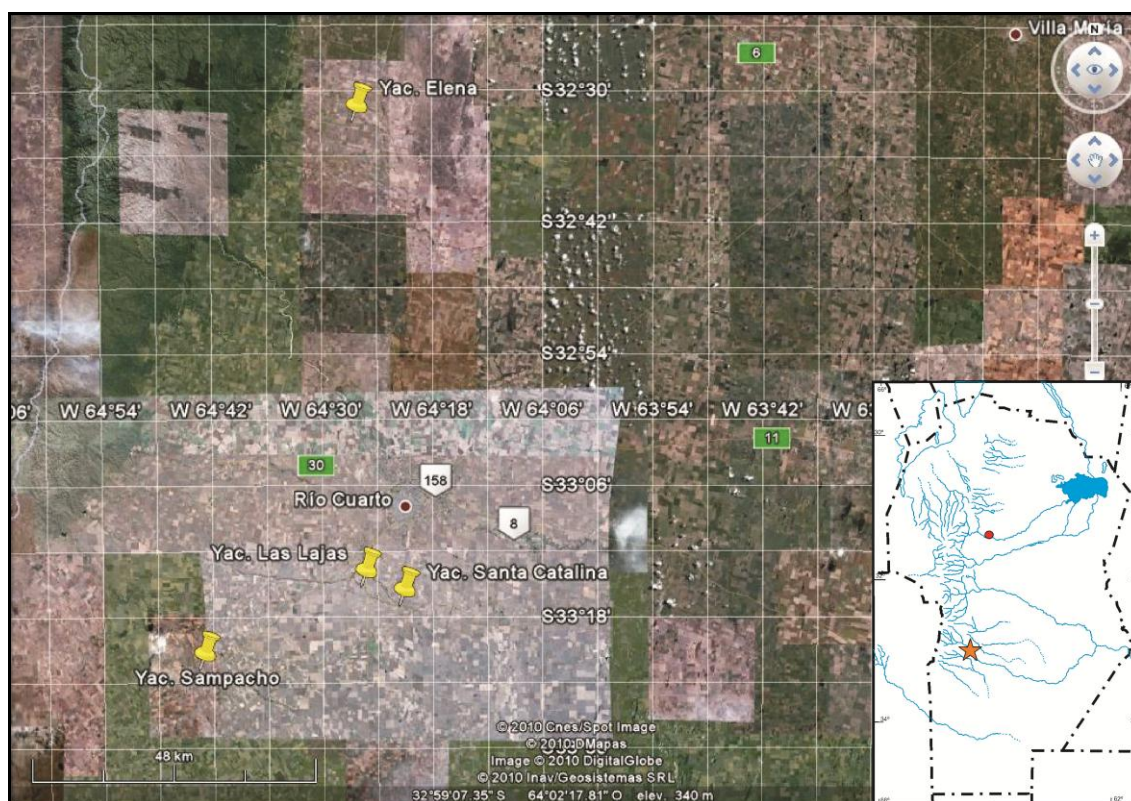 Villa María
N
6
Yac. Elena
S32°30'
S32°42'
S32°54'
06' W 64°54' W 64°42' W 64°30' W 64°18' W 64°06' W 63°54' W 63°42' W 63
11
30
158
S33°06'
Río Cuarto
8
Yac. Las Lajas
Yac. Santa Catalina
S33°18'
Yac. Sampacho
© 2010 Cnes/Spot Image
© 2010 DMapas
Image © 2010 DigitalGlobe
© 2010 Inav/Geosistemas SRL
48 km
32°59'07.35" S 64°02'17.81" O elev. 340 m